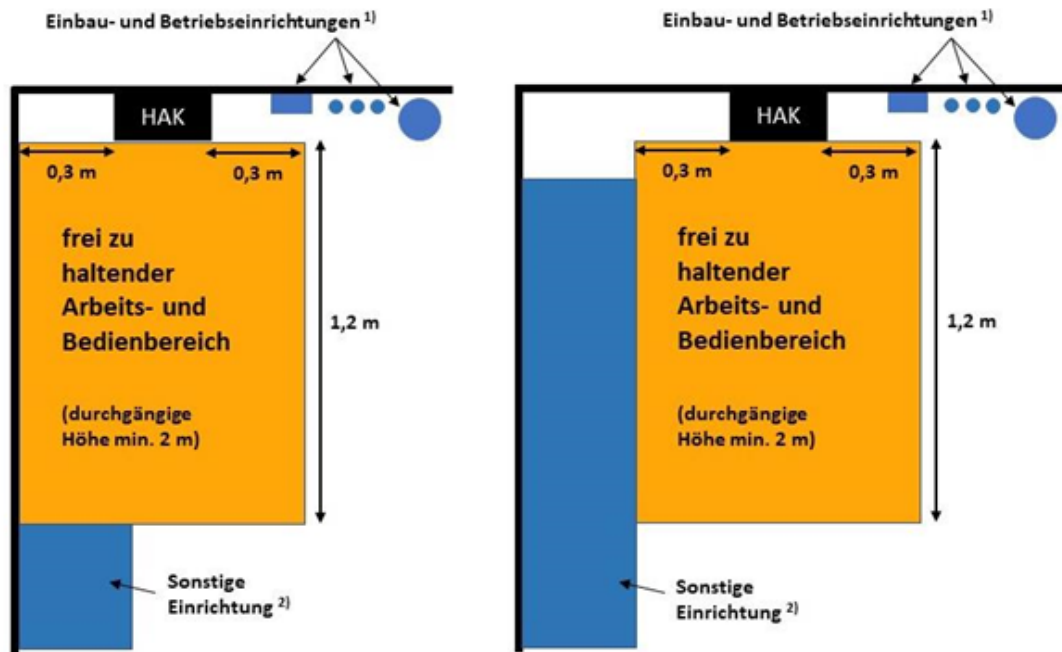 Einbau- und Betriebseinrichtungen 1)
HAK
0,3 m
0,3 m
frei zu
haltender
Arbeits- und
Bedienbereich
1,2 m
(durchgängige
Höhe min. 2 m)
Sonstige
Einrichtung 2)
Einbau- und Betriebseinrichtungen 1)
HAK
0,3 m
0,3 m
frei zu
haltender
Arbeits- und
Bedienbereich
1,2 m
(durchgängige
Höhe min. 2 m)
Sonstige
Einrichtung 2)